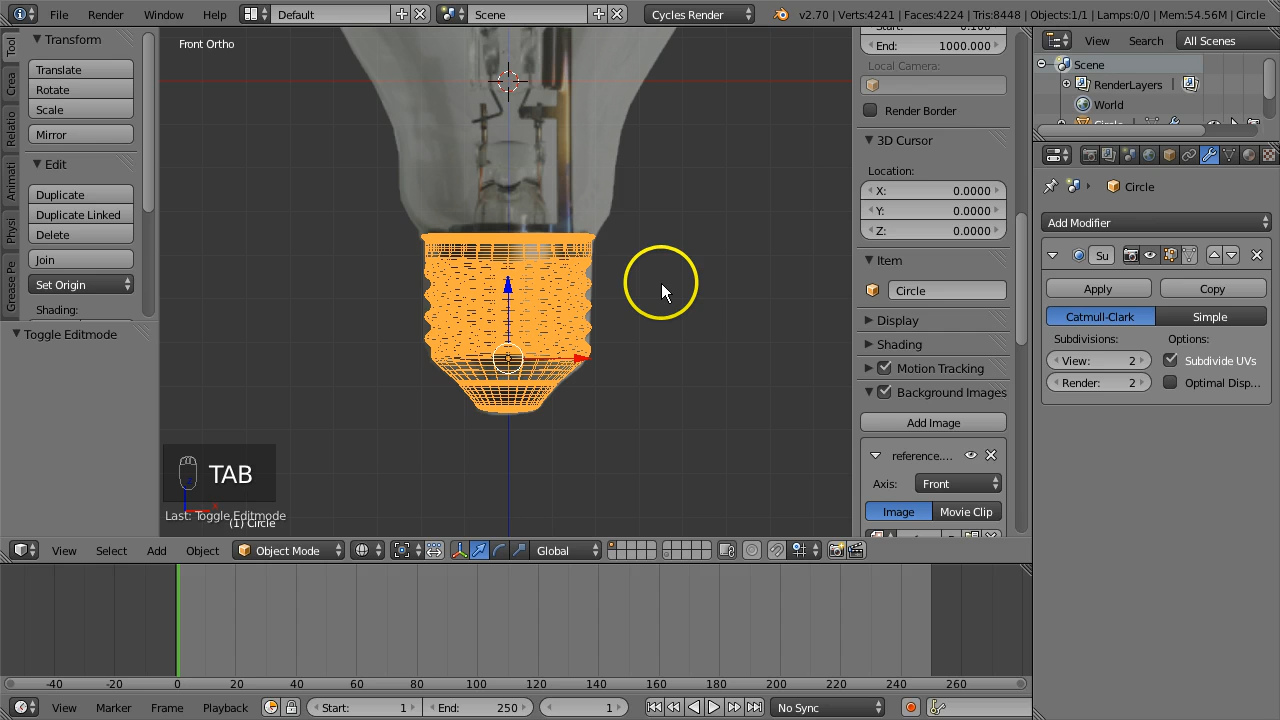 File Render Window Help Default Scene Cycles Render v2.70 | Verts:4241 | Faces:4224 | Tris:8448 | Objects:1/1 | Lamps:0/0 | Mem:54.56M | Circle
Tool
Crea
Relatio
Animati
Physi
Grease Pe
Transform
Translate
Rotate
Scale
Mirror
Edit
Duplicate
Duplicate Linked
Delete
Join
Set Origin
Shading:
Toggle Editmode
Front Ortho
TAB
Last: Toggle Editmode
(1) Circle
End: 1000.000
Local Camera:
Render Border
3D Cursor
Location:
X: 0.0000
Y: 0.0000
Z: 0.0000
Item
Circle
Display
Shading
Motion Tracking
Background Images
Add Image
reference....
Axis: Front
Image Movie Clip
View Search All Scenes
Scene
RenderLayers
World
Circle
Add Modifier
Su
Apply Copy
Catmull-Clark Simple
Subdivisions: Options:
View: 2 Subdivide UVs
Render: 2 Optimal Disp...
View Select Add Object Object Mode Global
-40 -20 0 20 40 60 80 100 120 140 160 180 200 220 240 260
View Marker Frame Playback Start: 1 End: 250 1 No Sync